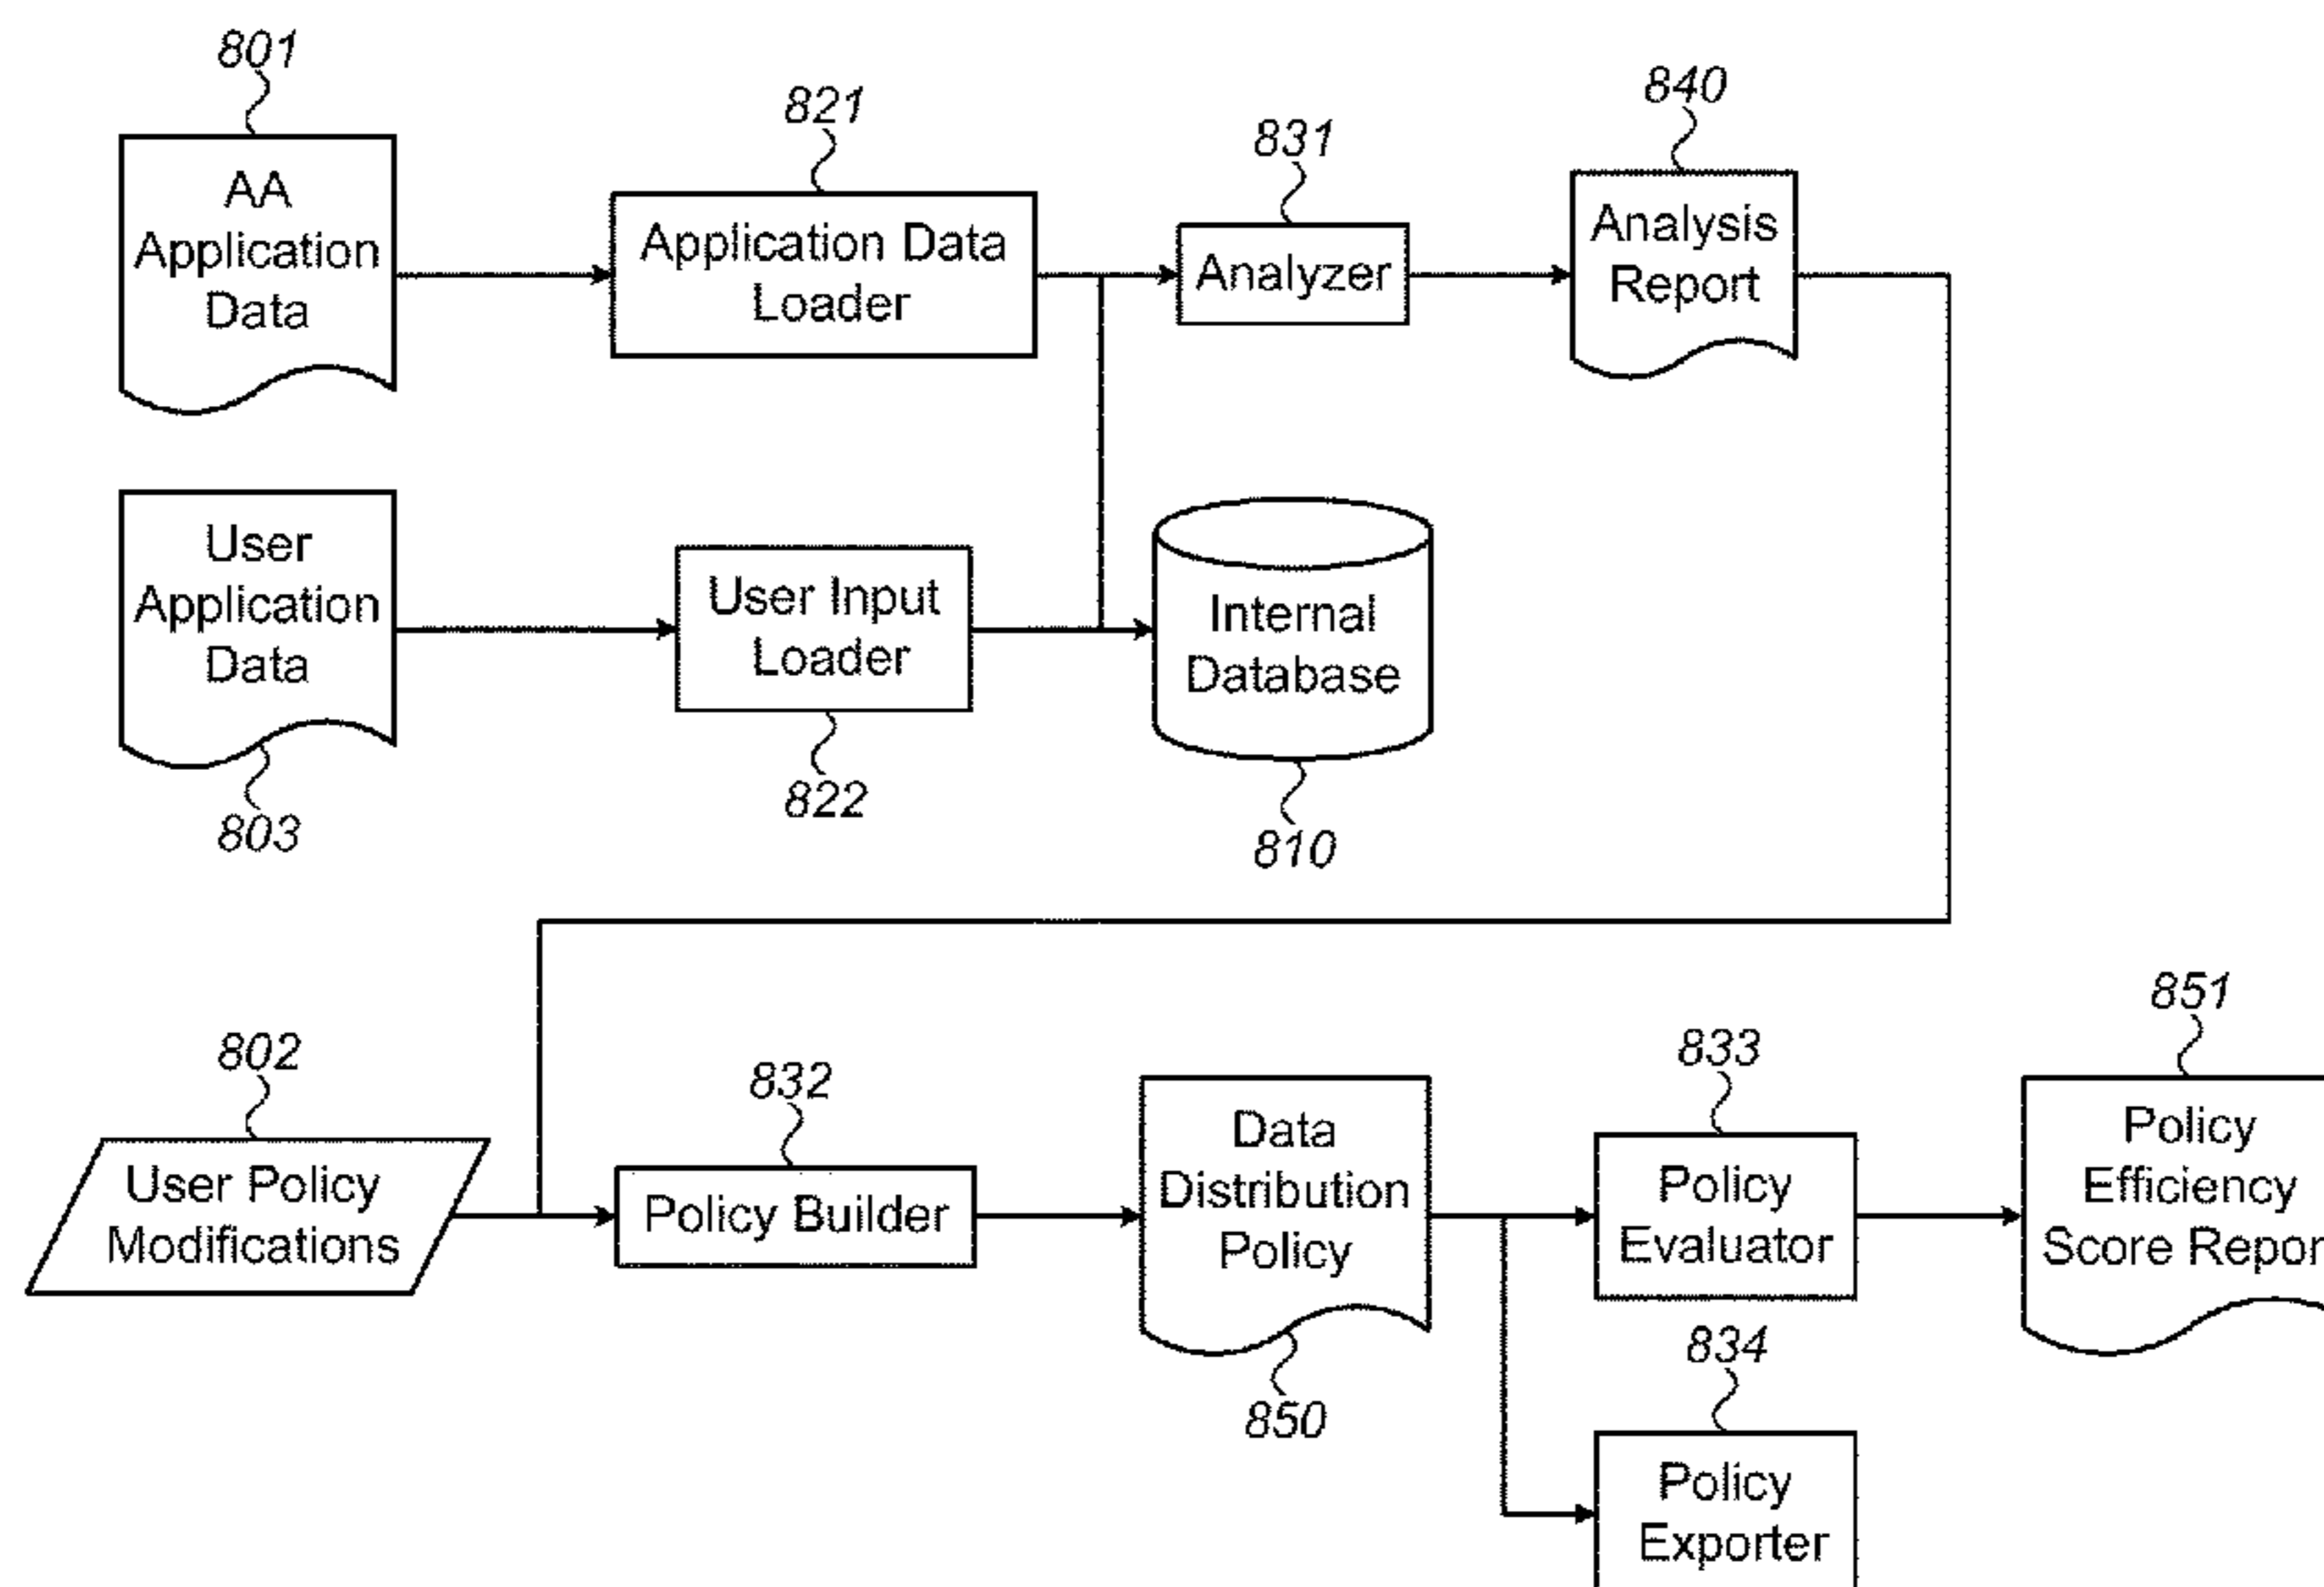 801
AA
Application
Data
821
Application Data
Loader
831
Analyzer
840
Analysis
Report
User
Application
Data
803
User Input
Loader
822
Internal
Database
810
802
User Policy
Modifications
832
Policy Builder
Data
Distribution
Policy
850
833
Policy
Evaluator
851
Policy
Efficiency
Score Repor
834
Policy
Exporter